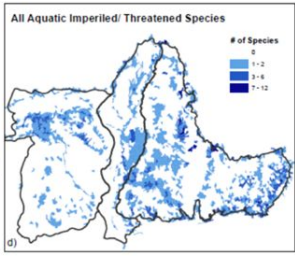 All Aquatic Imperiled/ Threatened Species
# of Species
0
1 - 2
3 - 6
7 - 12
d)